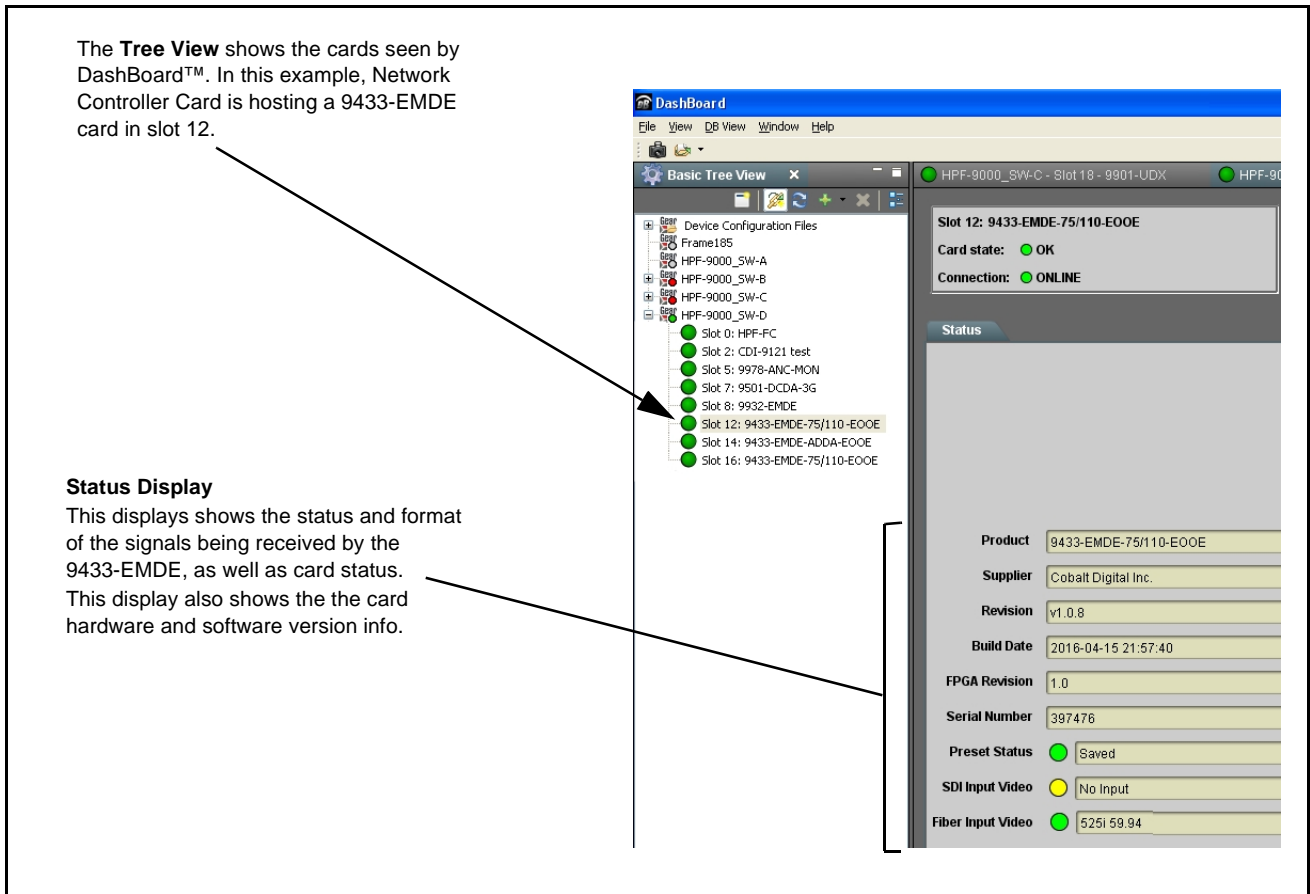 The Tree View shows the cards seen by
DashBoard™. In this example, Network
Controller Card is hosting a 9433-EMDE
card in slot 12.
Status Display
This displays shows the status and format
of the signals being received by the
9433-EMDE, as well as card status.
This display also shows the the card
hardware and software version info.
DashBoard
File View DB View Window Help
Basic Tree View X
Gear Device Configuration Files
Gear Frame185
Gear HPF-9000_SW-A
Gear HPF-9000_SW-B
Gear HPF-9000_SW-C
Gear HPF-9000_SW-D
Slot 0: HPF-FC
Slot 2: CDI-9121 test
Slot 5: 9978-ANC-MON
Slot 7: 9501-DCDA-3G
Slot 8: 9932-EMDE
Slot 12: 9433-EMDE-75/110-EOOE
Slot 14: 9433-EMDE-ADDA-EOOE
Slot 16: 9433-EMDE-75/110-EOOE
HPF-9000_SW-C - Slot 18 - 9901-UDX HPF-90
Slot 12: 9433-EMDE-75/110-EOOE
Card state: OK
Connection: ONLINE
Status
Product 9433-EMDE-75/110-EOOE
Supplier Cobalt Digital Inc.
Revision v1.0.8
Build Date 2016-04-15 21:57:40
FPGA Revision 1.0
Serial Number 397476
Preset Status Saved
SDI Input Video No Input
Fiber Input Video 525i 59.94